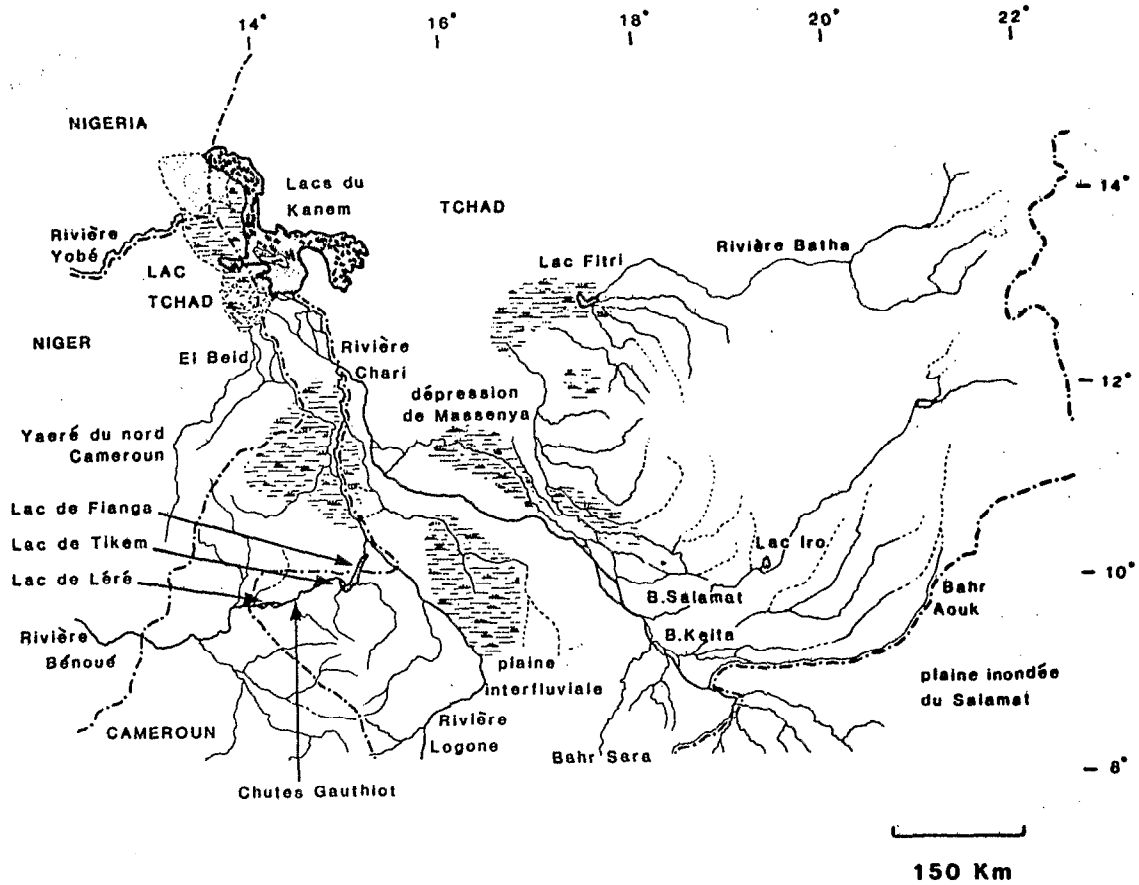 14°
16°
18°
20°
22°
NIGERIA
Lacs du
Kanem
TCHAD
14°
Rivière
Yobé
LAC
TCHAD
Rivière Batha
Lac Fitri
NIGER
El Beid
Rivière
Chari
12°
dépression
de Massenya
Yaeré du nord
Cameroun
Lac de Fianga
Lac de Tikem
Lac de Léré
Lac Iro
10°
B.Salamat
Bahr
Aouk
Rivière
Bénoué
B.Keita
plaine
interfluviale
plaine inondée
du Salamat
CAMEROUN
Rivière
Logone
Bahr Sara
8°
Chutes Gauthiot
150 Km